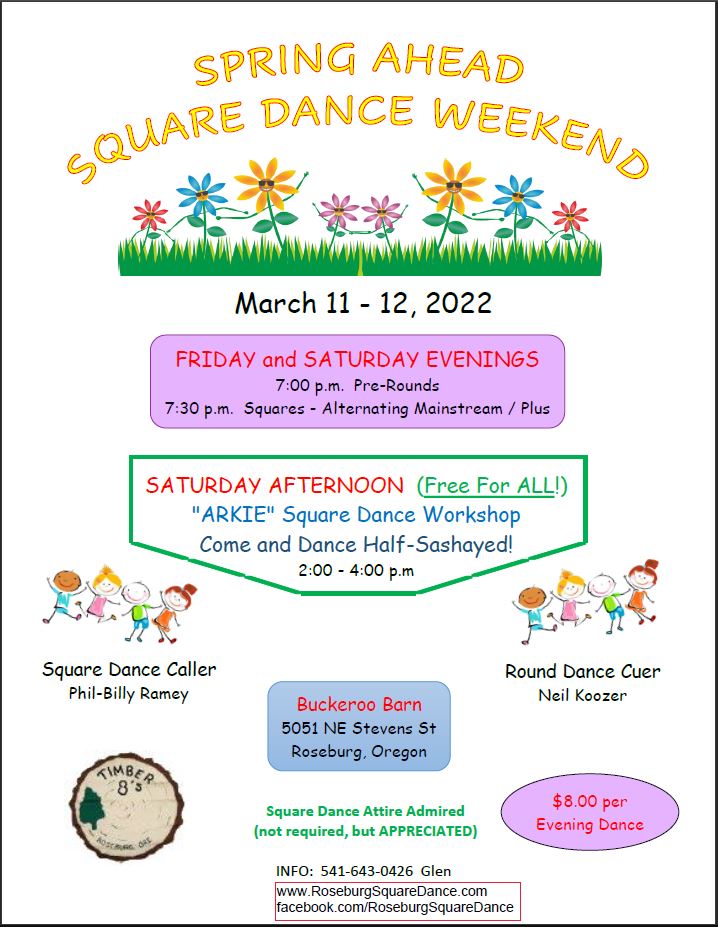 SPRING AHEAD
SQUARE DANCE WEEKEND
March 11 - 12, 2022
FRIDAY and SATURDAY EVENINGS
7:00 p.m. Pre-Rounds
7:30 p.m. Squares - Alternating Mainstream / Plus
SATURDAY AFTERNOON (Free For ALL!)
"ARKIE" Square Dance Workshop
Come and Dance Half-Sashayed!
2:00 - 4:00 p.m
Square Dance Caller
Phil-Billy Ramey
Round Dance Cuer
Neil Koozer
Buckeroo Barn
5051 NE Stevens St
Roseburg, Oregon
TIMBER
8's
ROSEBURG, ORE
Square Dance Attire Admired
(not required, but APPRECIATED)
$8.00 per
Evening Dance
INFO: 541-643-0426 Glen
www.RoseburgSquareDance.com
facebook.com/RoseburgSquareDance